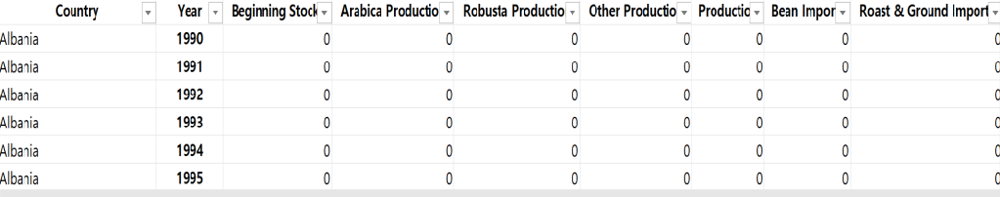 Country Year Beginning Stock Arabica Productio Robusta Productio Other Productio Productio Bean Impor Roast & Ground Import
Albania 1990 0 0 0 0 0 0 0
Albania 1991 0 0 0 0 0 0 0
Albania 1992 0 0 0 0 0 0 0
Albania 1993 0 0 0 0 0 0 0
Albania 1994 0 0 0 0 0 0 0
Albania 1995 0 0 0 0 0 0 0